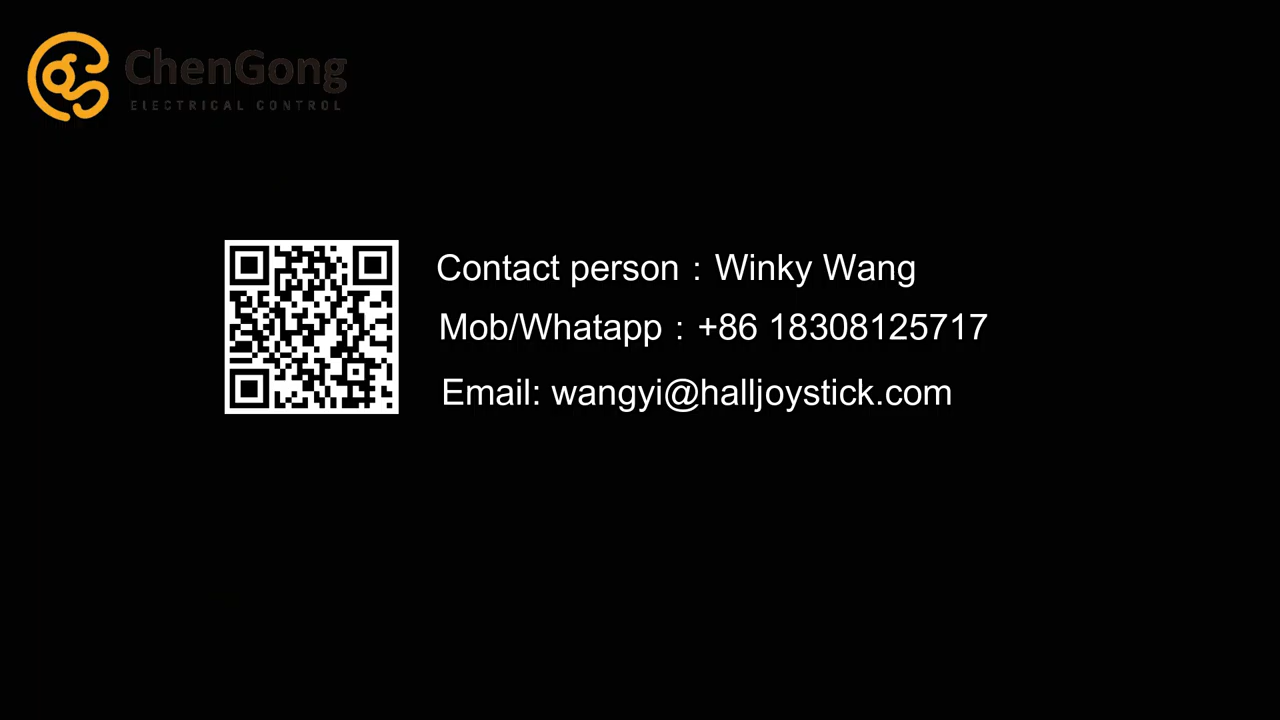 ChenGong
ELECTRICAL CONTROL
Contact person：Winky Wang
Mob/Whatapp：+86 18308125717
Email: wangyi@halljoystick.com